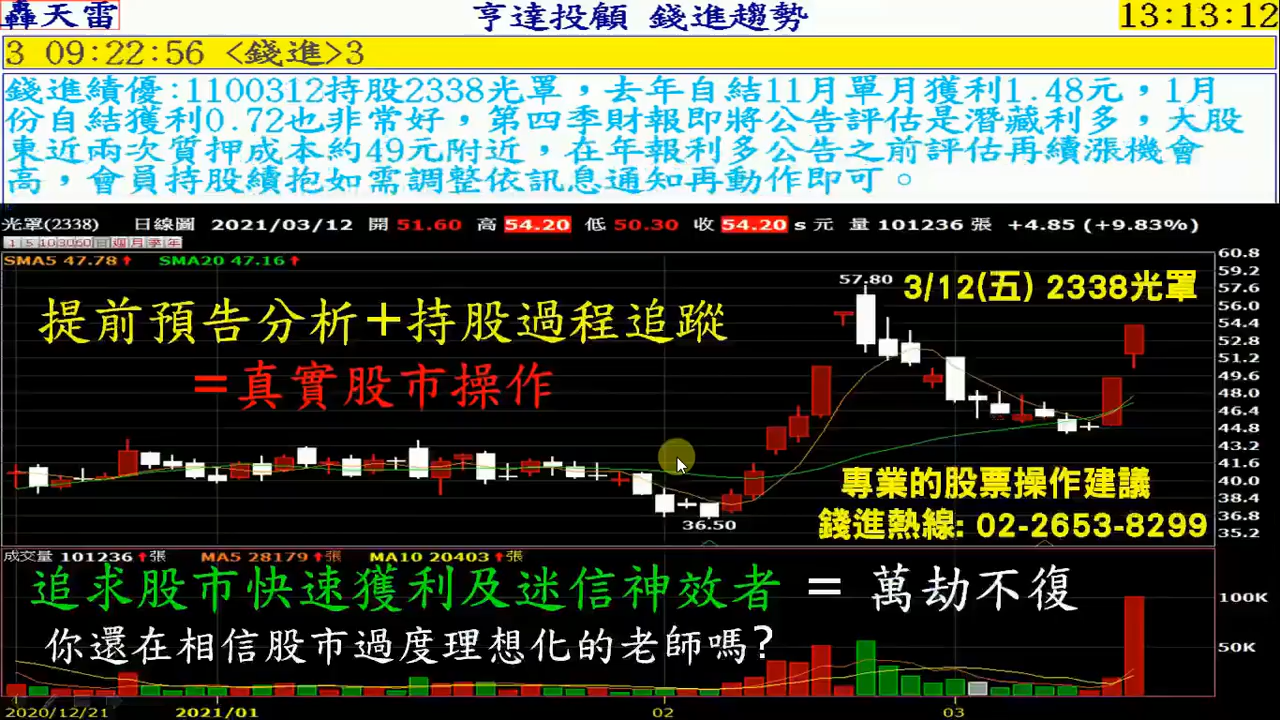 轟天雷 亨達投顧 錢進趨勢 13:13:12
3 09:22:56 <錢進>3
錢進績優:1100312持股2338光罩，去年自結11月單月獲利1.48元，1月
份自結獲利0.72也非常好，第四季財報即將公告評估是潛藏利多，大股
東近兩次質押成本約49元附近，在年報利多公告之前評估再續漲機會
高，會員持股續抱如需調整依訊息通知再動作即可。
光罩(2338) 日線圖 2021/03/12 開 51.60 高 54.20 低 50.30 收 54.20 s 元 量 101236 張 +4.85 (+9.83%)
1 5 10 30 60 日 週 月 季 年
SMA5 47.78 SMA20 47.16
60.8
59.2
57.6
56.0
54.4
52.8
51.2
49.6
48.0
46.4
44.8
43.2
41.6
40.0
38.4
36.8
35.2
57.80
3/12(五) 2338光罩
提前預告分析＋持股過程追蹤
＝真實股市操作
專業的股票操作建議
錢進熱線: 02-2653-8299
36.50
成交量 101236 張 MA5 28179 張 MA10 20403 張
追求股市快速獲利及迷信神效者 = 萬劫不復
你還在相信股市過度理想化的老師嗎?
100K
50K
2020/12/21 2021/01 02 03